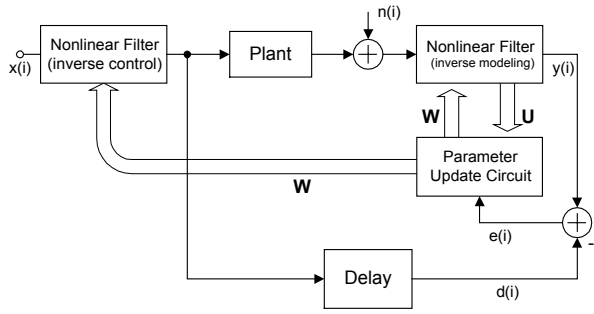 n(i)
Nonlinear Filter
(inverse control)
x(i)
Plant
+
Nonlinear Filter
(inverse modeling)
y(i)
W
U
Parameter
Update Circuit
W
e(i)
+
-
Delay
d(i)